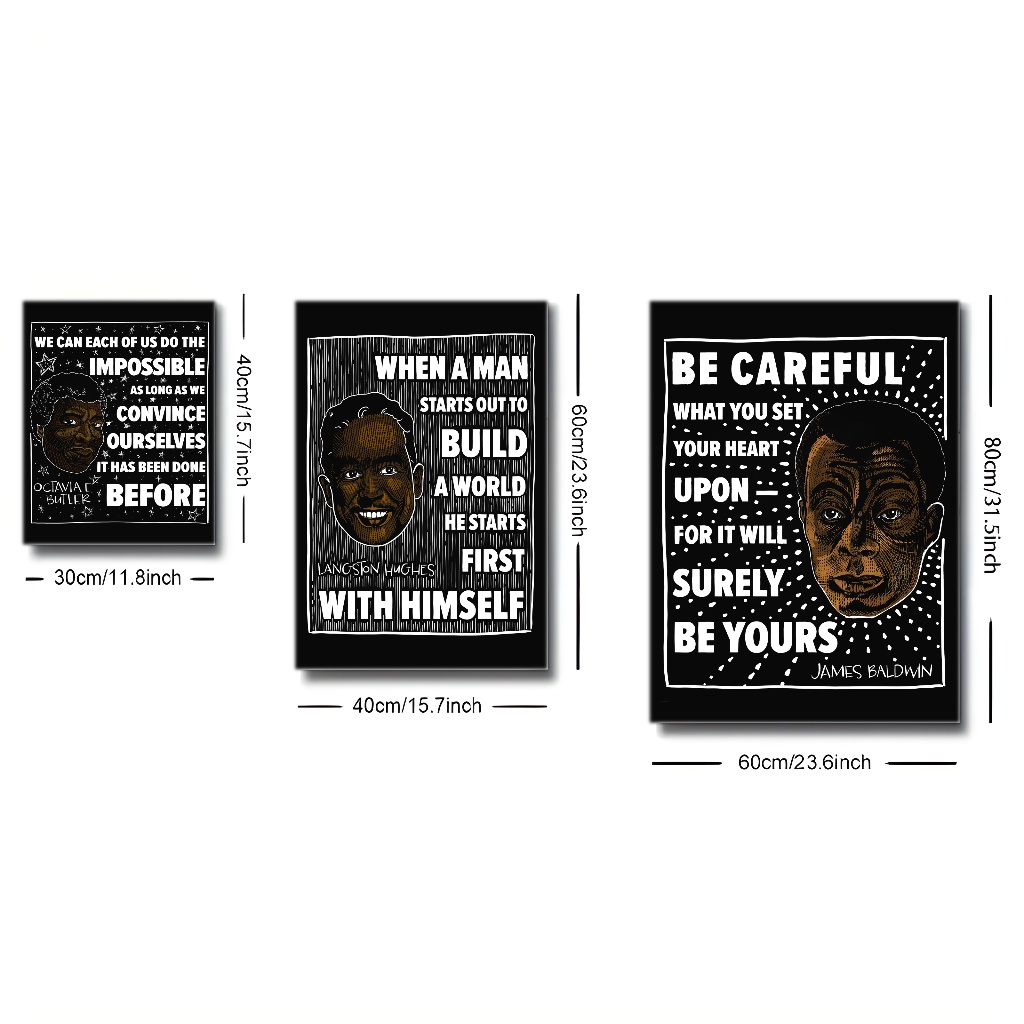 WE CAN EACH OF US DO THE
IMPOSSIBLE
AS LONG AS WE
CONVINCE
OURSELVES
IT HAS BEEN DONE
BEFORE
OCTAVIA E
BUTLER
40cm/15.7inch
30cm/11.8inch
WHEN A MAN
STARTS OUT TO
BUILD
A WORLD
HE STARTS
FIRST
WITH HIMSELF
LANGSTON HUGHES
60cm/23.6inch
40cm/15.7inch
BE CAREFUL
WHAT YOU SET
YOUR HEART
UPON —
FOR IT WILL
SURELY
BE YOURS
JAMES BALDWIN
80cm/31.5inch
60cm/23.6inch